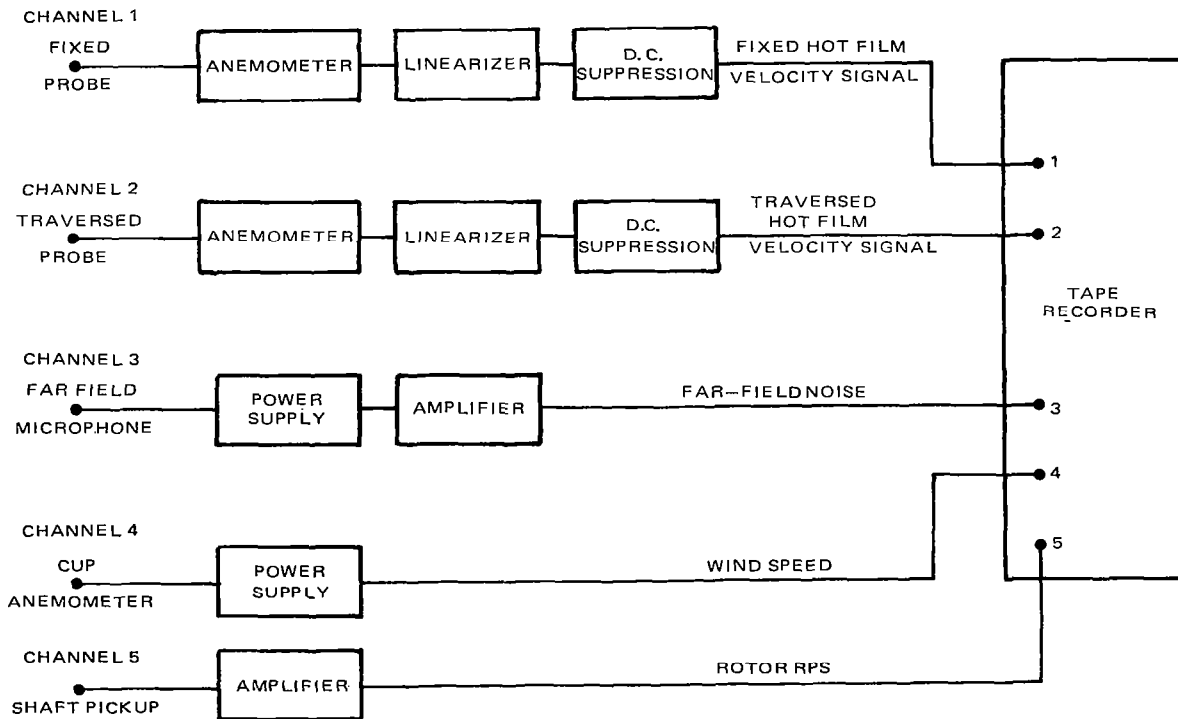 CHANNEL 1
FIXED
PROBE
ANEMOMETER
LINEARIZER
D.C.
SUPPRESSION
FIXED HOT FILM
VELOCITY SIGNAL
1
CHANNEL 2
TRAVERSED
PROBE
ANEMOMETER
LINEARIZER
D.C.
SUPPRESSION
TRAVERSED
HOT FILM
VELOCITY SIGNAL
2
TAPE
RECORDER
CHANNEL 3
FAR FIELD
MICROPHONE
POWER
SUPPLY
AMPLIFIER
FAR-FIELD NOISE
3
4
CHANNEL 4
CUP
ANEMOMETER
POWER
SUPPLY
WIND SPEED
5
CHANNEL 5
SHAFT PICKUP
AMPLIFIER
ROTOR RPS